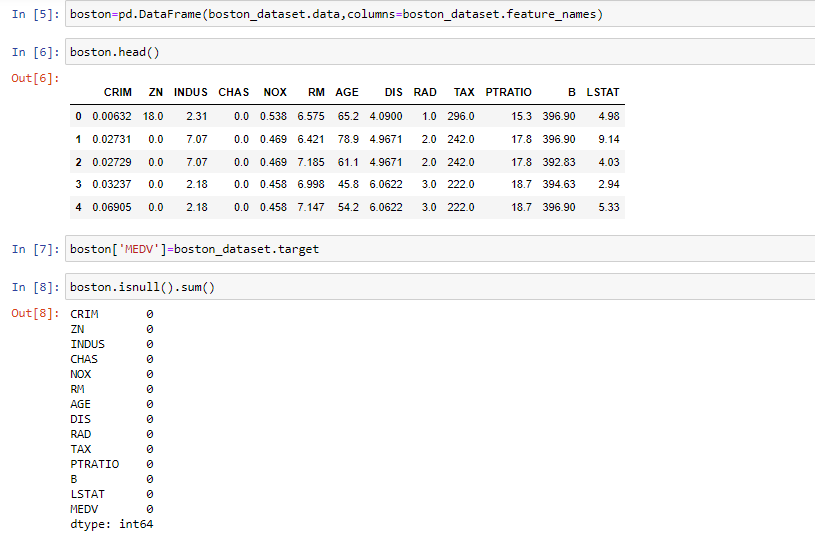 In [5]: boston=pd.DataFrame(boston_dataset.data,columns=boston_dataset.feature_names)
In [6]: boston.head()
Out[6]:
CRIM ZN INDUS CHAS NOX RM AGE DIS RAD TAX PTRATIO B LSTAT
0 0.00632 18.0 2.31 0.0 0.538 6.575 65.2 4.0900 1.0 296.0 15.3 396.90 4.98
1 0.02731 0.0 7.07 0.0 0.469 6.421 78.9 4.9671 2.0 242.0 17.8 396.90 9.14
2 0.02729 0.0 7.07 0.0 0.469 7.185 61.1 4.9671 2.0 242.0 17.8 392.83 4.03
3 0.03237 0.0 2.18 0.0 0.458 6.998 45.8 6.0622 3.0 222.0 18.7 394.63 2.94
4 0.06905 0.0 2.18 0.0 0.458 7.147 54.2 6.0622 3.0 222.0 18.7 396.90 5.33
In [7]: boston['MEDV']=boston_dataset.target
In [8]: boston.isnull().sum()
Out[8]: CRIM 0
ZN 0
INDUS 0
CHAS 0
NOX 0
RM 0
AGE 0
DIS 0
RAD 0
TAX 0
PTRATIO 0
B 0
LSTAT 0
MEDV 0
dtype: int64